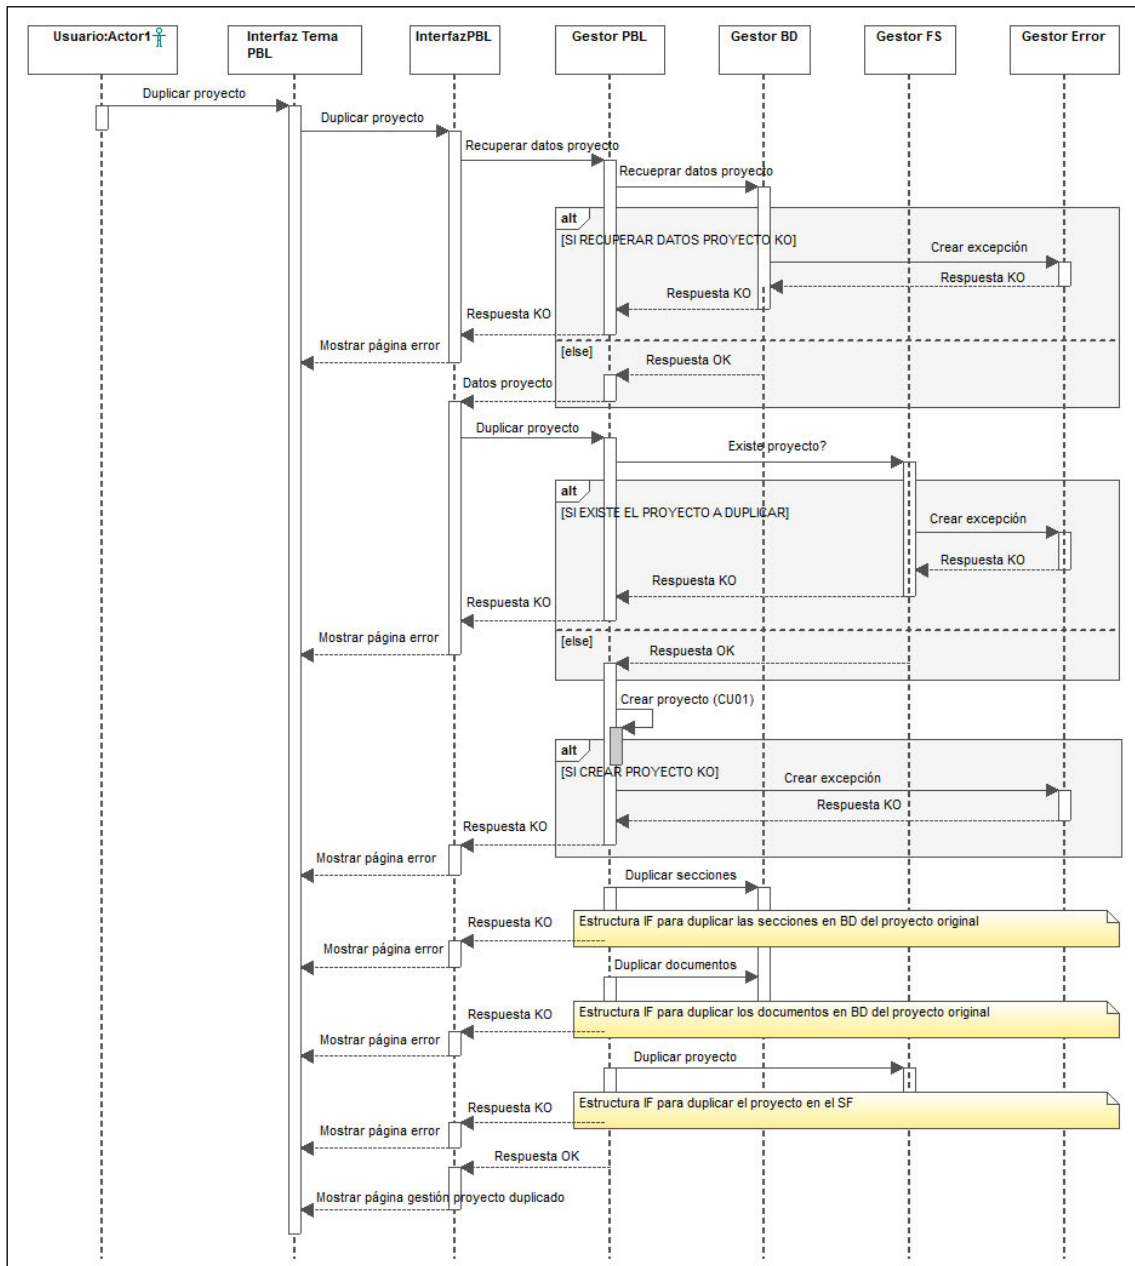 Usuario:Actor1
Interfaz Tema
PBL
InterfazPBL
Gestor PBL
Gestor BD
Gestor FS
Gestor Error
Duplicar proyecto
Duplicar proyecto
Recuperar datos proyecto
Recueprar datos proyecto
alt
[SI RECUPERAR DATOS PROYECTO KO]
Crear excepción
Respuesta KO
Respuesta KO
Respuesta KO
Mostrar página error
[else]
Respuesta OK
Datos proyecto
Duplicar proyecto
Existe proyecto?
alt
[SI EXISTE EL PROYECTO A DUPLICAR]
Crear excepción
Respuesta KO
Respuesta KO
Respuesta KO
Mostrar página error
[else]
Respuesta OK
Crear proyecto (CU01)
alt
[SI CREAR PROYECTO KO]
Crear excepción
Respuesta KO
Respuesta KO
Mostrar página error
Duplicar secciones
Estructura IF para duplicar las secciones en BD del proyecto original
Respuesta KO
Mostrar página error
Duplicar documentos
Estructura IF para duplicar los documentos en BD del proyecto original
Respuesta KO
Mostrar página error
Duplicar proyecto
Estructura IF para duplicar el proyecto en el SF
Respuesta KO
Mostrar página error
Respuesta OK
Mostrar página gestión proyecto duplicado